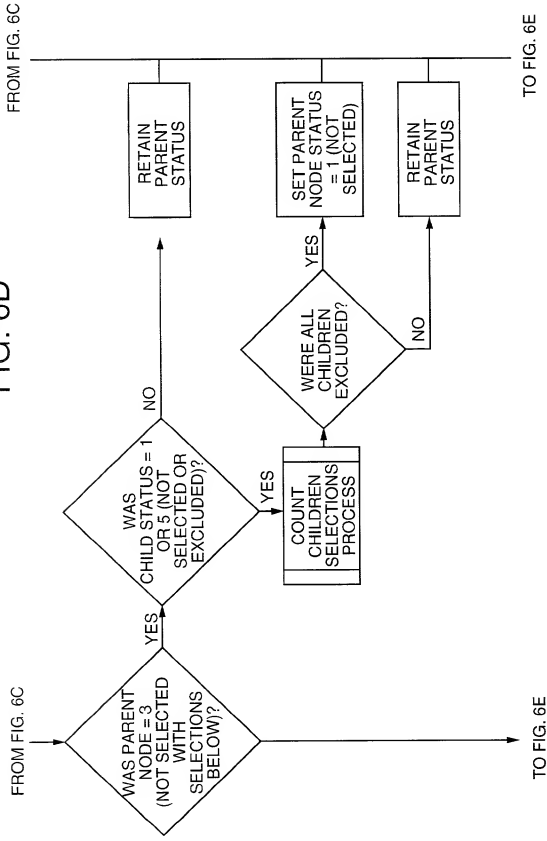 FIG. 6D
FROM FIG. 6C
FROM FIG. 6C
WAS PARENT
NODE = 3
(NOT SELECTED
WITH
SELECTIONS
BELOW)?
YES
WAS
CHILD STATUS = 1
OR 5 (NOT
SELECTED OR
EXCLUDED)?
NO
RETAIN
PARENT
STATUS
YES
COUNT
CHILDREN
SELECTIONS
PROCESS
WERE ALL
CHILDREN
EXCLUDED?
YES
SET PARENT
NODE STATUS
= 1 (NOT
SELECTED)
NO
RETAIN
PARENT
STATUS
TO FIG. 6E
TO FIG. 6E